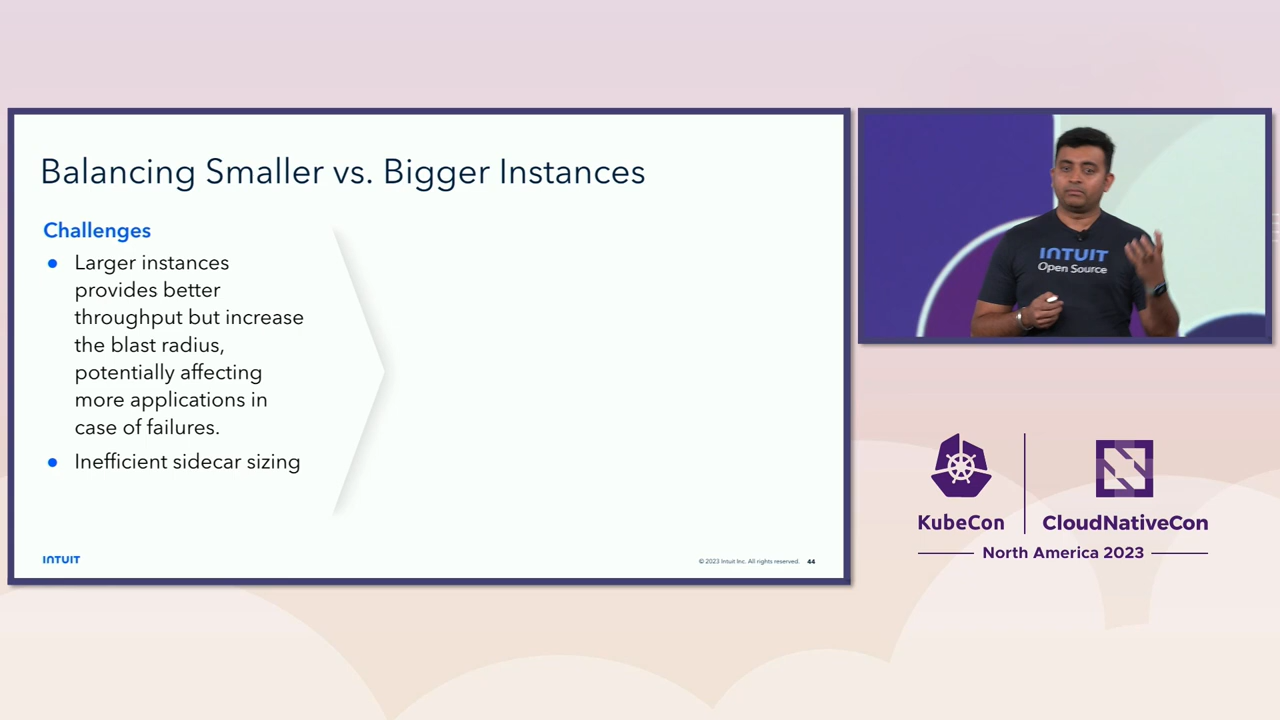 Balancing Smaller vs. Bigger Instances
Challenges
● Larger instances
provides better
throughput but increase
the blast radius,
potentially affecting
more applications in
case of failures.
● Inefficient sidecar sizing
INTUIT
© 2023 Intuit Inc. All rights reserved. 44
INTUIT
Open Source
KubeCon
CloudNativeCon
North America 2023